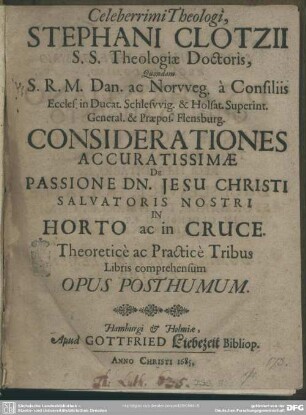 Celeberrimi Theologi,
STEPHANI CLOTZII
S. S. Theologiæ Doctoris,
Quondam
S. R. M. Dan. ac Norvveg, à Consiliis
Eccles. in Ducat. Schlesvvig. & Holsat. Superint.
General. & Præpos. Flensburg.
CONSIDERATIONES
ACCURATISSIMÆ
De
PASSIONE DN. JESU CHRISTI
SALVATORIS NOSTRI
IN
HORTO ac in CRUCE.
Theoreticè ac Practicè Tribus
Libris comprehensum
OPUS POSTHUMUM.
Hamburgi & Holmiæ,
Apud GOTTFRIED Liebezeit Bibliop.
ANNO CHRISTI 1685.